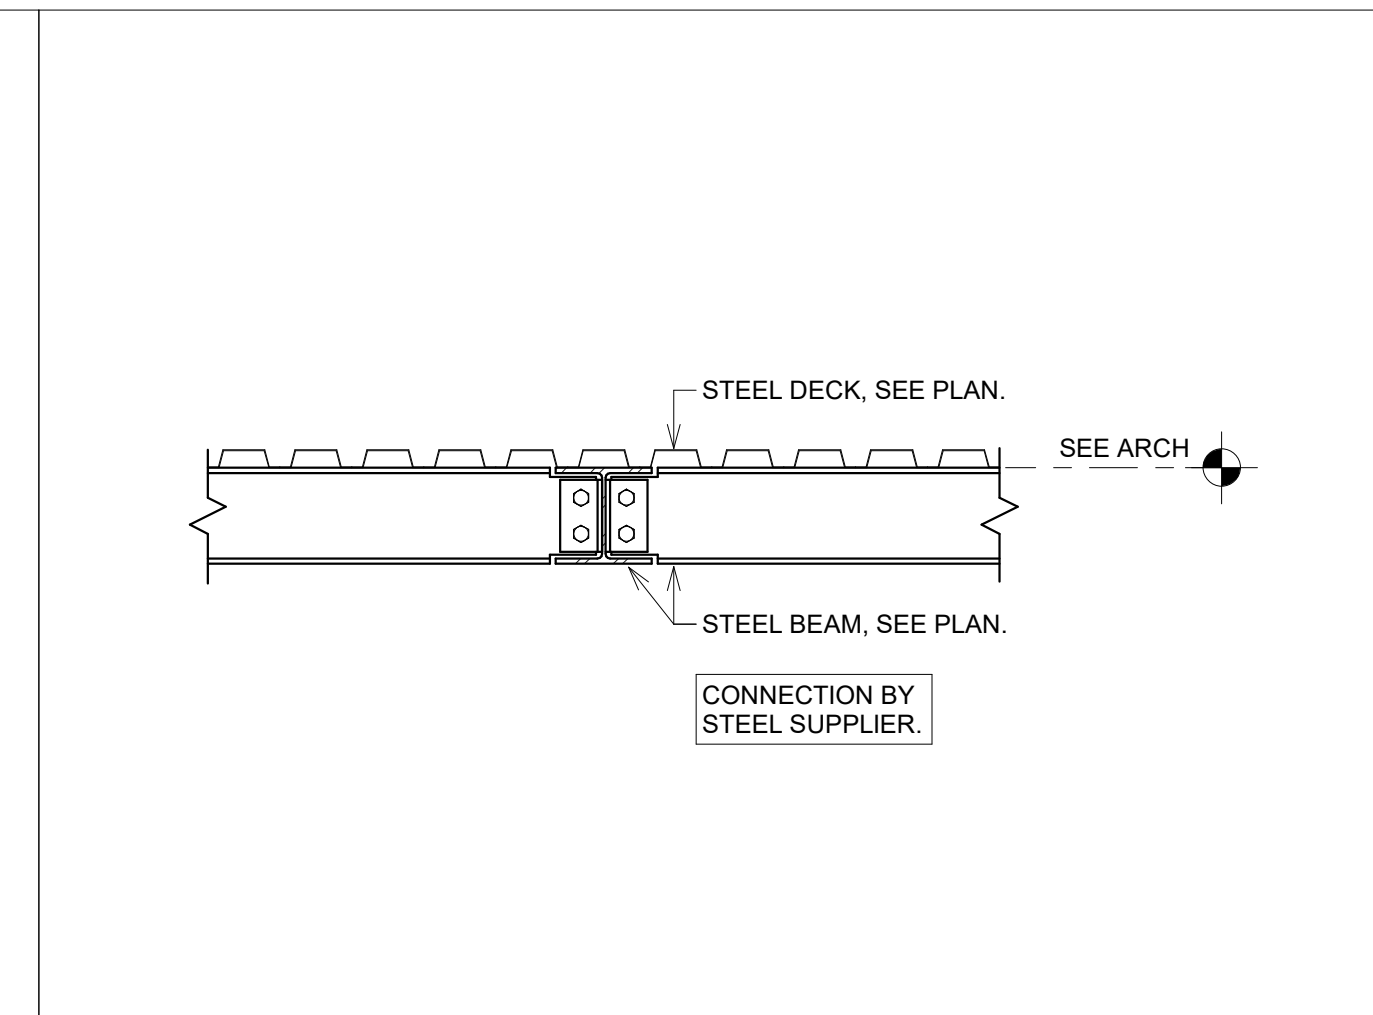 STEEL DECK, SEE PLAN.
SEE ARCH
STEEL BEAM, SEE PLAN.
CONNECTION BY
STEEL SUPPLIER.